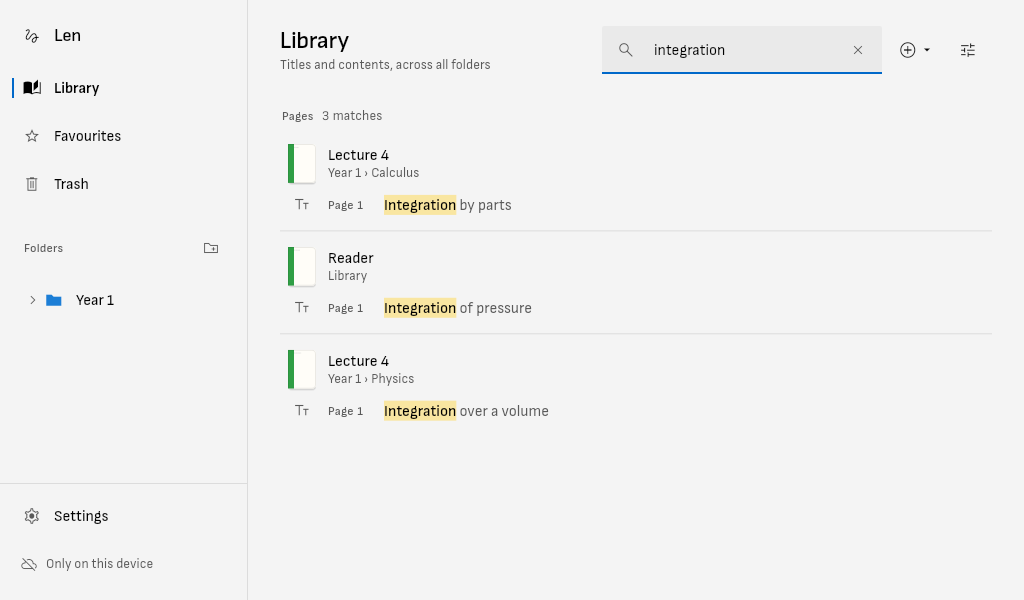 Len
Library
Favourites
Trash
Folders
Year 1
Settings
Only on this device
Library
Titles and contents, across all folders
integration
Pages 3 matches
Lecture 4
Year 1 › Calculus
Page 1 Integration by parts
Reader
Library
Page 1 Integration of pressure
Lecture 4
Year 1 › Physics
Page 1 Integration over a volume